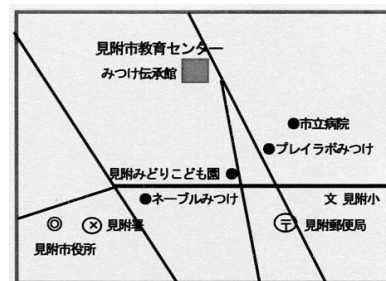 見附市教育センター
みつけ伝承館
●市立病院
●プレイラボみつけ
見附みどりこども園●
●ネーブルみつけ
文 見附小
◎
見附署
〒 見附郵便局
見附市役所